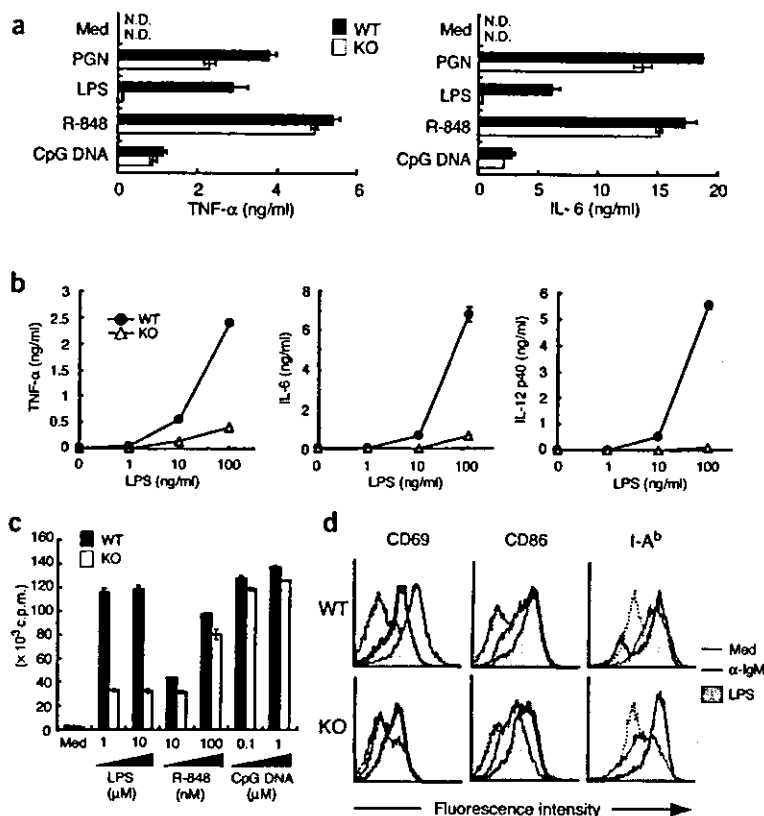 a
Med
N.D.
N.D.
PGN
LPS
R-848
CpG DNA
0 2 4 6
TNF-α (ng/ml)
WT
KO
Med
N.D.
N.D.
PGN
LPS
R-848
CpG DNA
0 5 10 15 20
IL- 6 (ng/ml)
b
TNF-α (ng/ml)
3
2.5
2
1.5
1
0.5
0
WT
KO
0 1 10 100
LPS (ng/ml)
IL-6 (ng/ml)
8
6
4
2
0
0 1 10 100
LPS (ng/ml)
IL-12 p40 (ng/ml)
6
5
4
3
2
1
0
0 1 10 100
LPS (ng/ml)
c
WT
KO
(× 10³ c.p.m.)
160
140
120
100
80
60
40
20
0
Med 1 10 10 100 0.1 1
LPS R-848 CpG DNA
(μM) (nM) (μM)
d
CD69 CD86 I-Aᵇ
WT
KO
Med
α-IgM
LPS
Fluorescence intensity